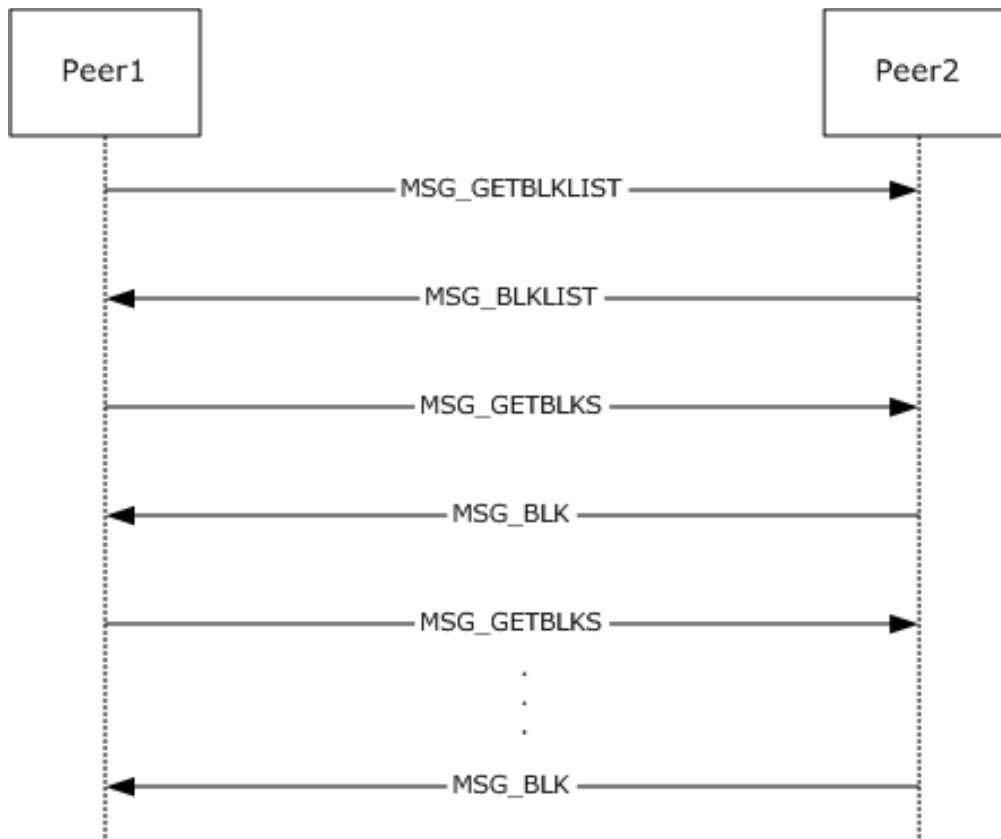 Peer1
Peer2
MSG_GETBLKLIST
MSG_BLKLIST
MSG_GETBLKS
MSG_BLK
MSG_GETBLKS
.
.
.
MSG_BLK